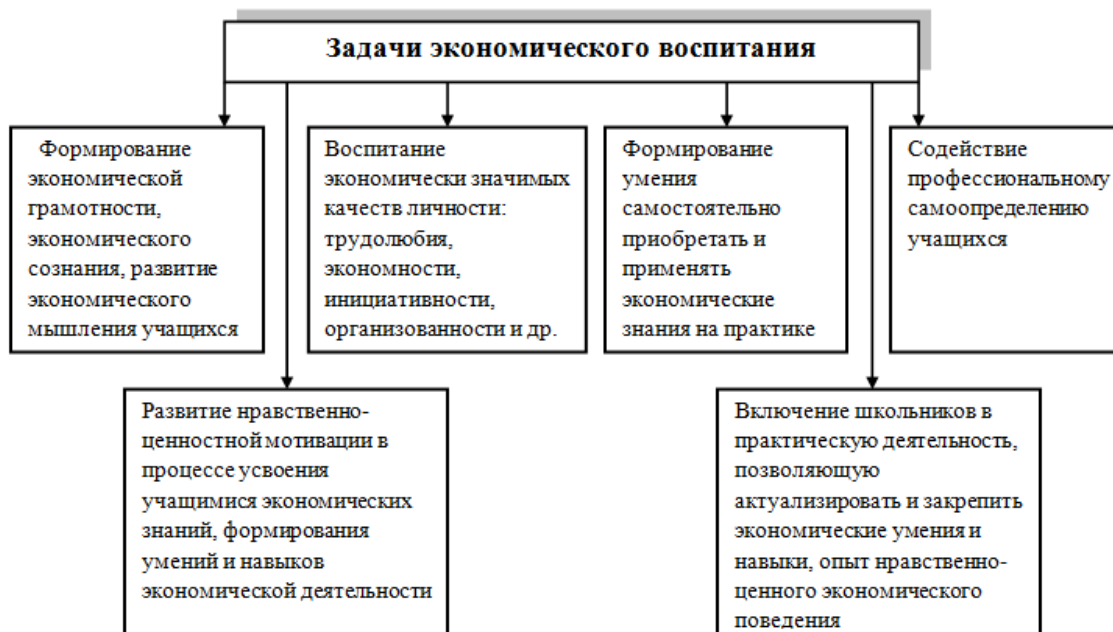 Задачи экономического воспитания
Формирование
экономической
грамотности,
экономического
сознания, развитие
экономического
мышления учащихся
Воспитание
экономически значимых
качеств личности:
трудолюбия,
экономности,
инициативности,
организованности и др.
Формирование
умения
самостоятельно
приобретать и
применять
экономические
знания на практике
Содействие
профессиональному
самоопределению
учащихся
Развитие нравственно-
ценностной мотивации в
процессе усвоения
учащимися экономических
знаний, формирования
умений и навыков
экономической деятельности
Включение школьников в
практическую деятельность,
позволяющую
актуализировать и закрепить
экономические умения и
навыки, опыт нравственно-
ценного экономического
поведения